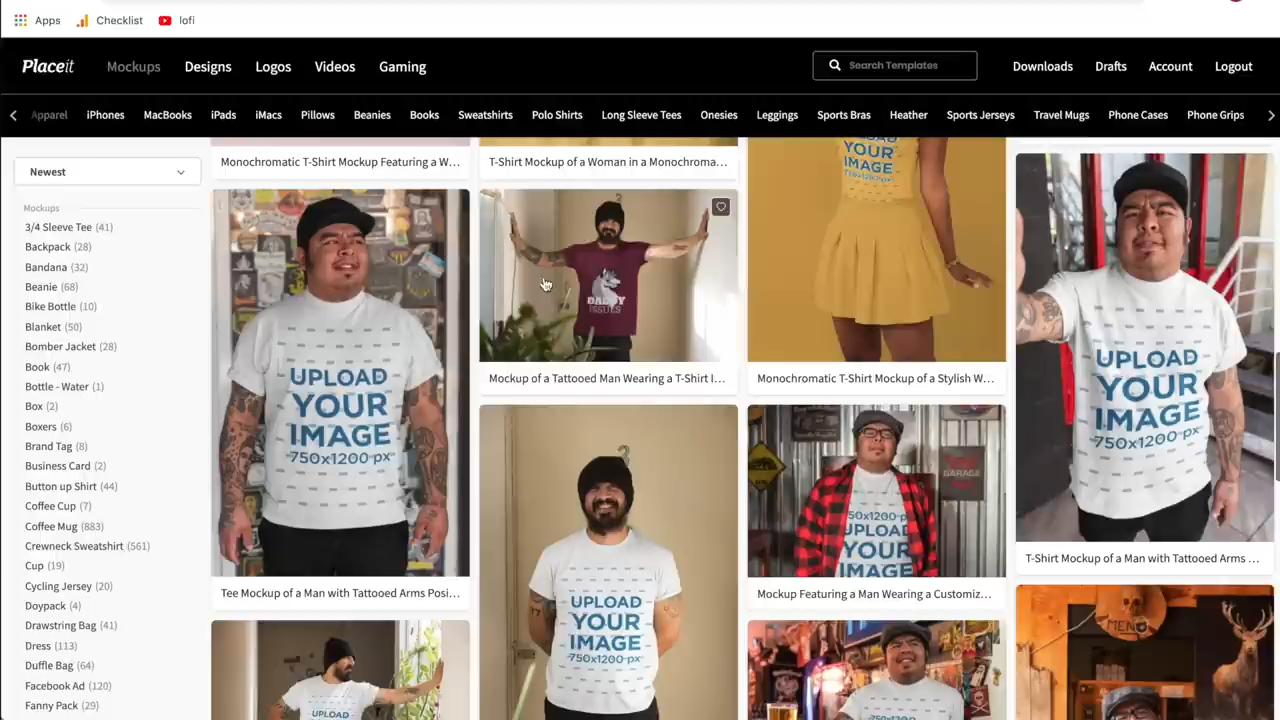 Apps
Checklist
lofi
Placeit
Mockups
Designs
Logos
Videos
Gaming
Search Templates
Downloads
Drafts
Account
Logout
Apparel
iPhones
MacBooks
iPads
iMacs
Pillows
Beanies
Books
Sweatshirts
Polo Shirts
Long Sleeve Tees
Onesies
Leggings
Sports Bras
Heather
Sports Jerseys
Travel Mugs
Phone Cases
Phone Grips
Newest
Mockups
3/4 Sleeve Tee (41)
Backpack (28)
Bandana (32)
Beanie (68)
Bike Bottle (10)
Blanket (50)
Bomber Jacket (28)
Book (47)
Bottle - Water (1)
Box (2)
Boxers (6)
Brand Tag (8)
Business Card (2)
Button up Shirt (44)
Coffee Cup (7)
Coffee Mug (883)
Crewneck Sweatshirt (561)
Cup (19)
Cycling Jersey (20)
Doypack (4)
Drawstring Bag (41)
Dress (113)
Duffle Bag (64)
Facebook Ad (120)
Fanny Pack (29)
Monochromatic T-Shirt Mockup Featuring a W...
UPLOAD
YOUR
IMAGE
750x1200 px
Tee Mockup of a Man with Tattooed Arms Posi...
UPLOAD
YOUR
IMAGE
750x1200 px
T-Shirt Mockup of a Woman in a Monochroma...
DADDY
ISSUES
Mockup of a Tattooed Man Wearing a T-Shirt I...
UPLOAD
YOUR
IMAGE
750x1200 px
UPLOAD
YOUR
IMAGE
750x1200 px
Monochromatic T-Shirt Mockup of a Stylish W...
GARAGE
50x1200 px
UPLOAD
YOUR
IMAGE
Mockup Featuring a Man Wearing a Customiz...
UPLOAD
YOUR
IMAGE
750x1200 px
T-Shirt Mockup of a Man with Tattooed Arms ...
MENU